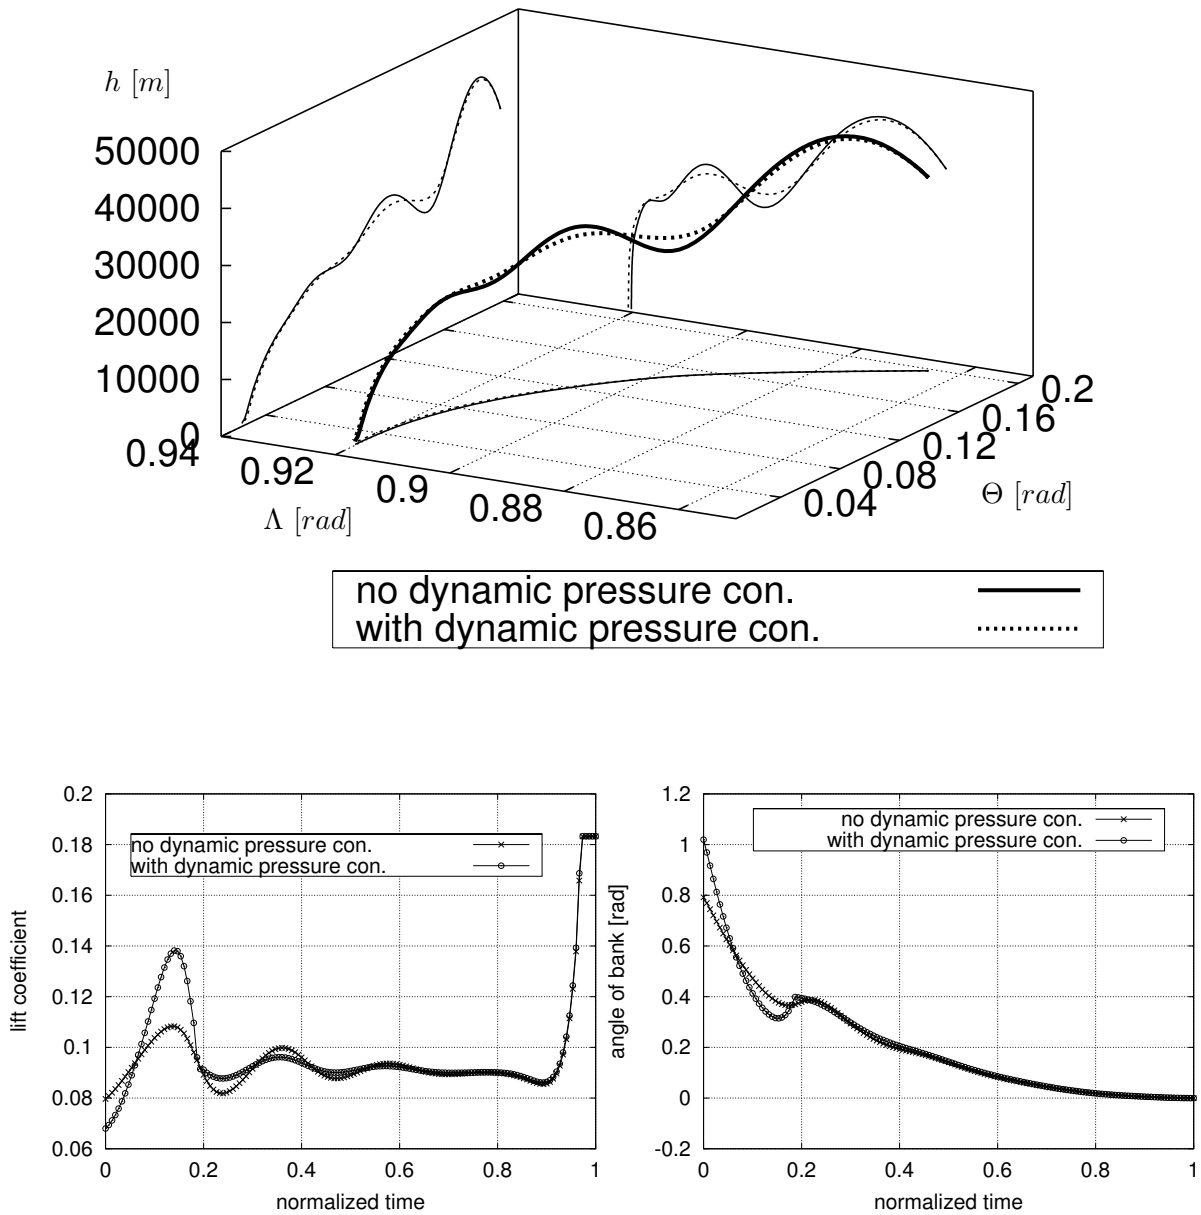 h [m]
50000
40000
30000
20000
10000
0
0.94
0.92
0.9
0.88
0.86
Λ [rad]
0.2
0.16
0.12
0.08
0.04
Θ [rad]
no dynamic pressure con.
with dynamic pressure con.
0.2
0.18
0.16
0.14
0.12
0.1
0.08
0.06
lift coefficient
no dynamic pressure con.
with dynamic pressure con.
0 0.2 0.4 0.6 0.8 1
normalized time
1.2
1
0.8
0.6
0.4
0.2
0
-0.2
angle of bank [rad]
no dynamic pressure con.
with dynamic pressure con.
0 0.2 0.4 0.6 0.8 1
normalized time